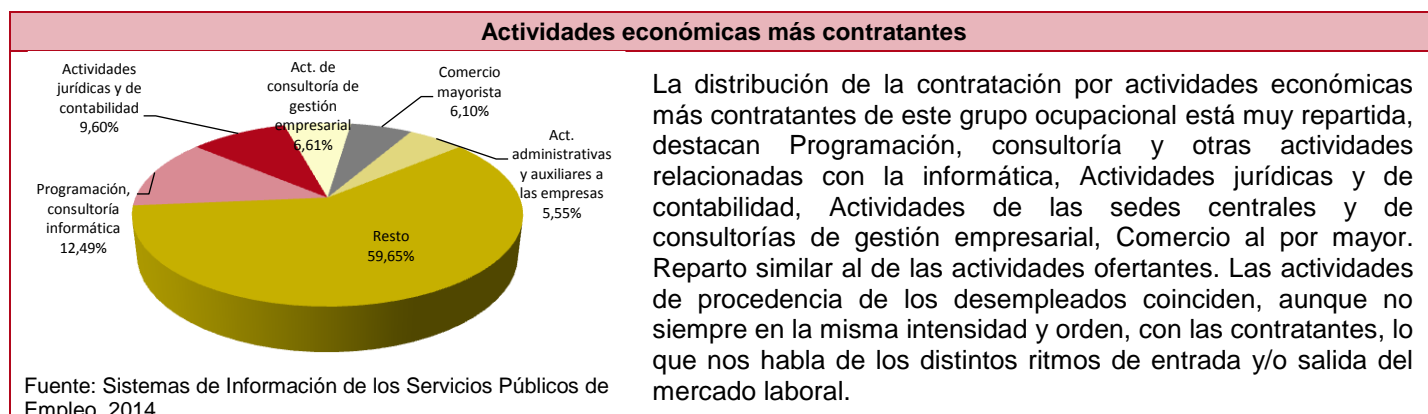 Actividades económicas más contratantes
Actividades
jurídicas y de
contabilidad
9,60%
Act. de
consultoría de
gestión
empresarial
6,61%
Comercio
mayorista
6,10%
Act.
administrativas
y auxiliares a
las empresas
5,55%
Programación,
consultoría
informática
12,49%
Resto
59,65%
Fuente: Sistemas de Información de los Servicios Públicos de
Empleo, 2014
La distribución de la contratación por actividades económicas
más contratantes de este grupo ocupacional está muy repartida,
destacan Programación, consultoría y otras actividades
relacionadas con la informática, Actividades jurídicas y de
contabilidad, Actividades de las sedes centrales y de
consultorías de gestión empresarial, Comercio al por mayor.
Reparto similar al de las actividades ofertantes. Las actividades
de procedencia de los desempleados coinciden, aunque no
siempre en la misma intensidad y orden, con las contratantes, lo
que nos habla de los distintos ritmos de entrada y/o salida del
mercado laboral.